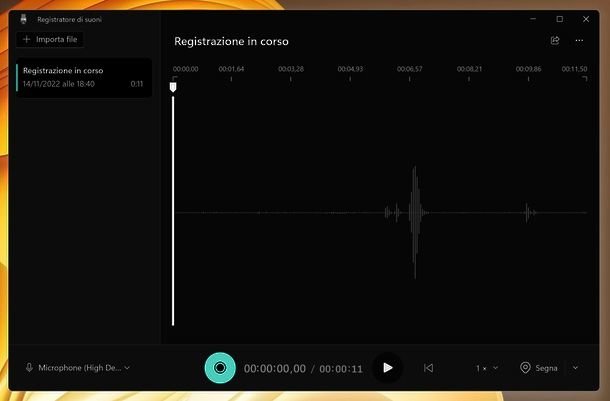 Registratore di suoni
Importa file
Registrazione in corso
14/11/2022 alle 18:40 0:11
Registrazione in corso
00:00,00 00:01,64 00:03,28 00:04,93 00:06,57 00:08,21 00:09,86 00:11,50
Microphone (High De...
00:00:00,00 / 00:00:11
1 ×
Segna